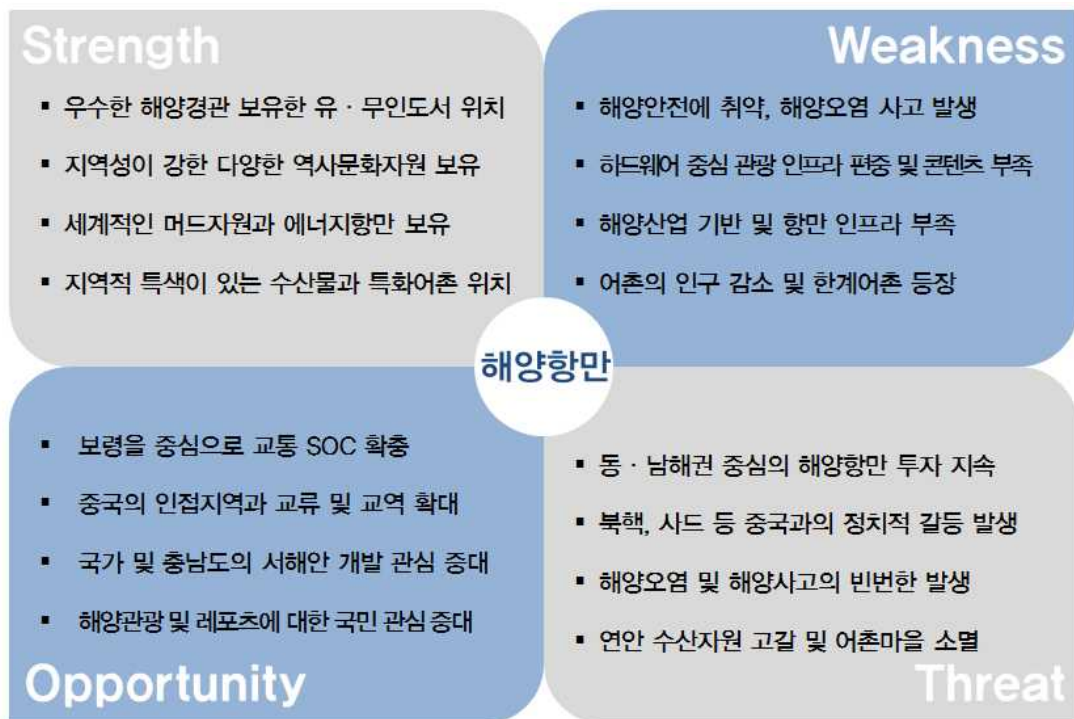 Strength
▪ 우수한 해양경관 보유한 유 · 무인도서 위치
▪ 지역성이 강한 다양한 역사문화자원 보유
▪ 세계적인 머드자원과 에너지항만 보유
▪ 지역적 특색이 있는 수산물과 특화어촌 위치
Weakness
▪ 해양안전에 취약, 해양오염 사고 발생
▪ 하드웨어 중심 관광 인프라 편중 및 콘텐츠 부족
▪ 해양산업 기반 및 항만 인프라 부족
▪ 어촌의 인구 감소 및 한계어촌 등장
해양항만
▪ 보령을 중심으로 교통 SOC 확충
▪ 중국의 인접지역과 교류 및 교역 확대
▪ 국가 및 충남도의 서해안 개발 관심 증대
▪ 해양관광 및 레포츠에 대한 국민 관심 증대
Opportunity
▪ 동 · 남해권 중심의 해양항만 투자 지속
▪ 북핵, 사드 등 중국과의 정치적 갈등 발생
▪ 해양오염 및 해양사고의 빈번한 발생
▪ 연안 수산자원 고갈 및 어촌마을 소멸
Threat